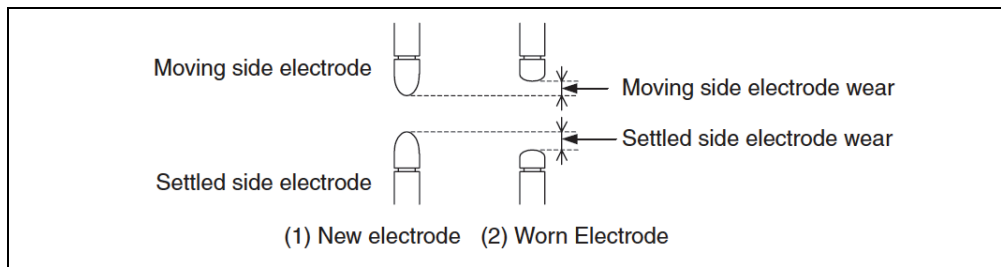 Moving side electrode
Moving side electrode wear
Settled side electrode wear
Settled side electrode
(1) New electrode (2) Worn Electrode